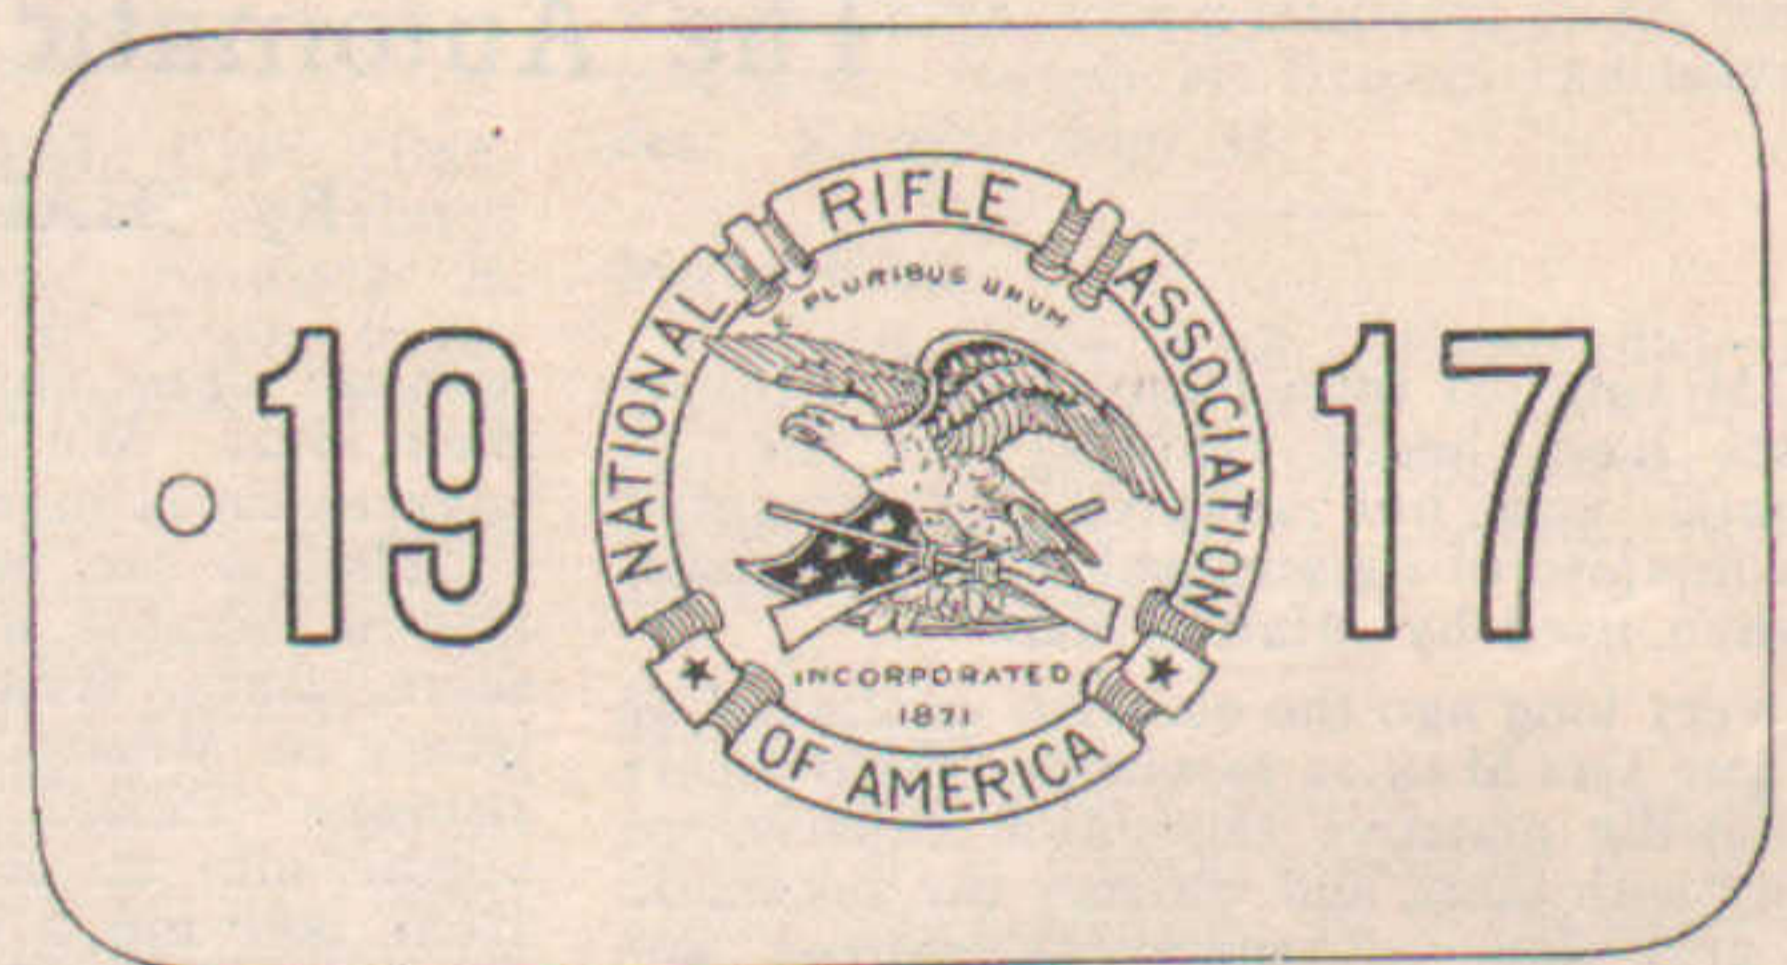 19 17
NATIONAL RIFLE ASSOCIATION
OF AMERICA
E PLURIBUS UNUM
INCORPORATED
1871